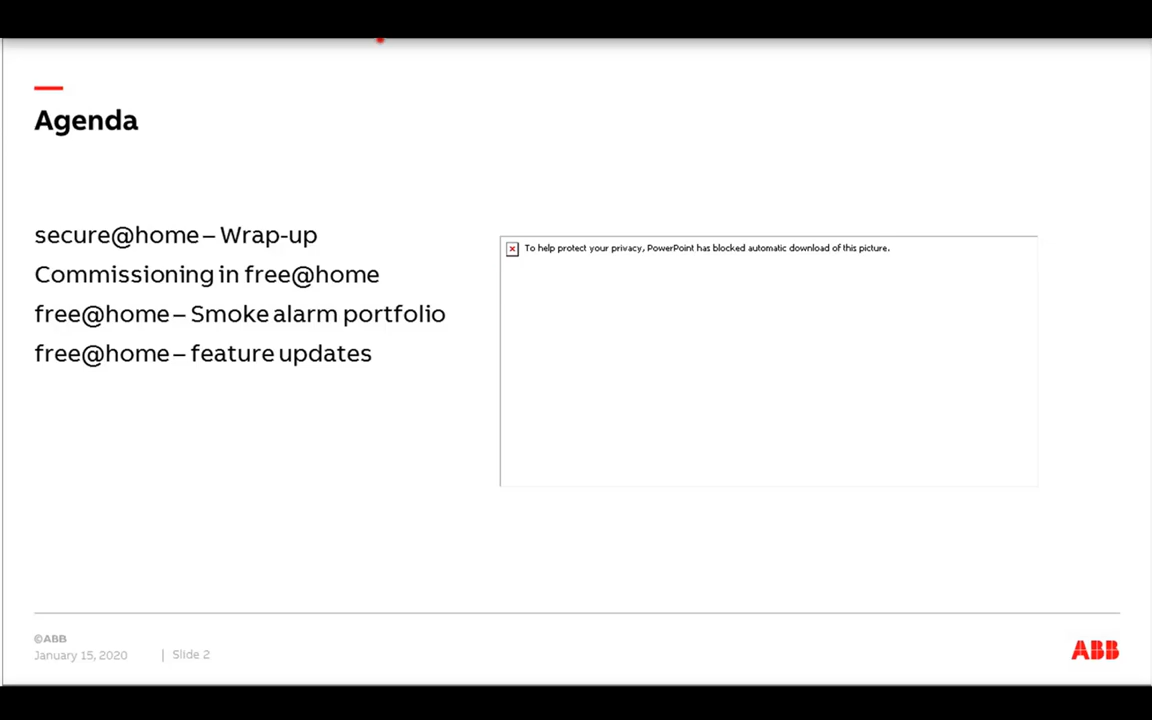 Agenda
secure@home – Wrap-up
Commissioning in free@home
free@home – Smoke alarm portfolio
free@home – feature updates
To help protect your privacy, PowerPoint has blocked automatic download of this picture.
©ABB
January 15, 2020 | Slide 2
ABB